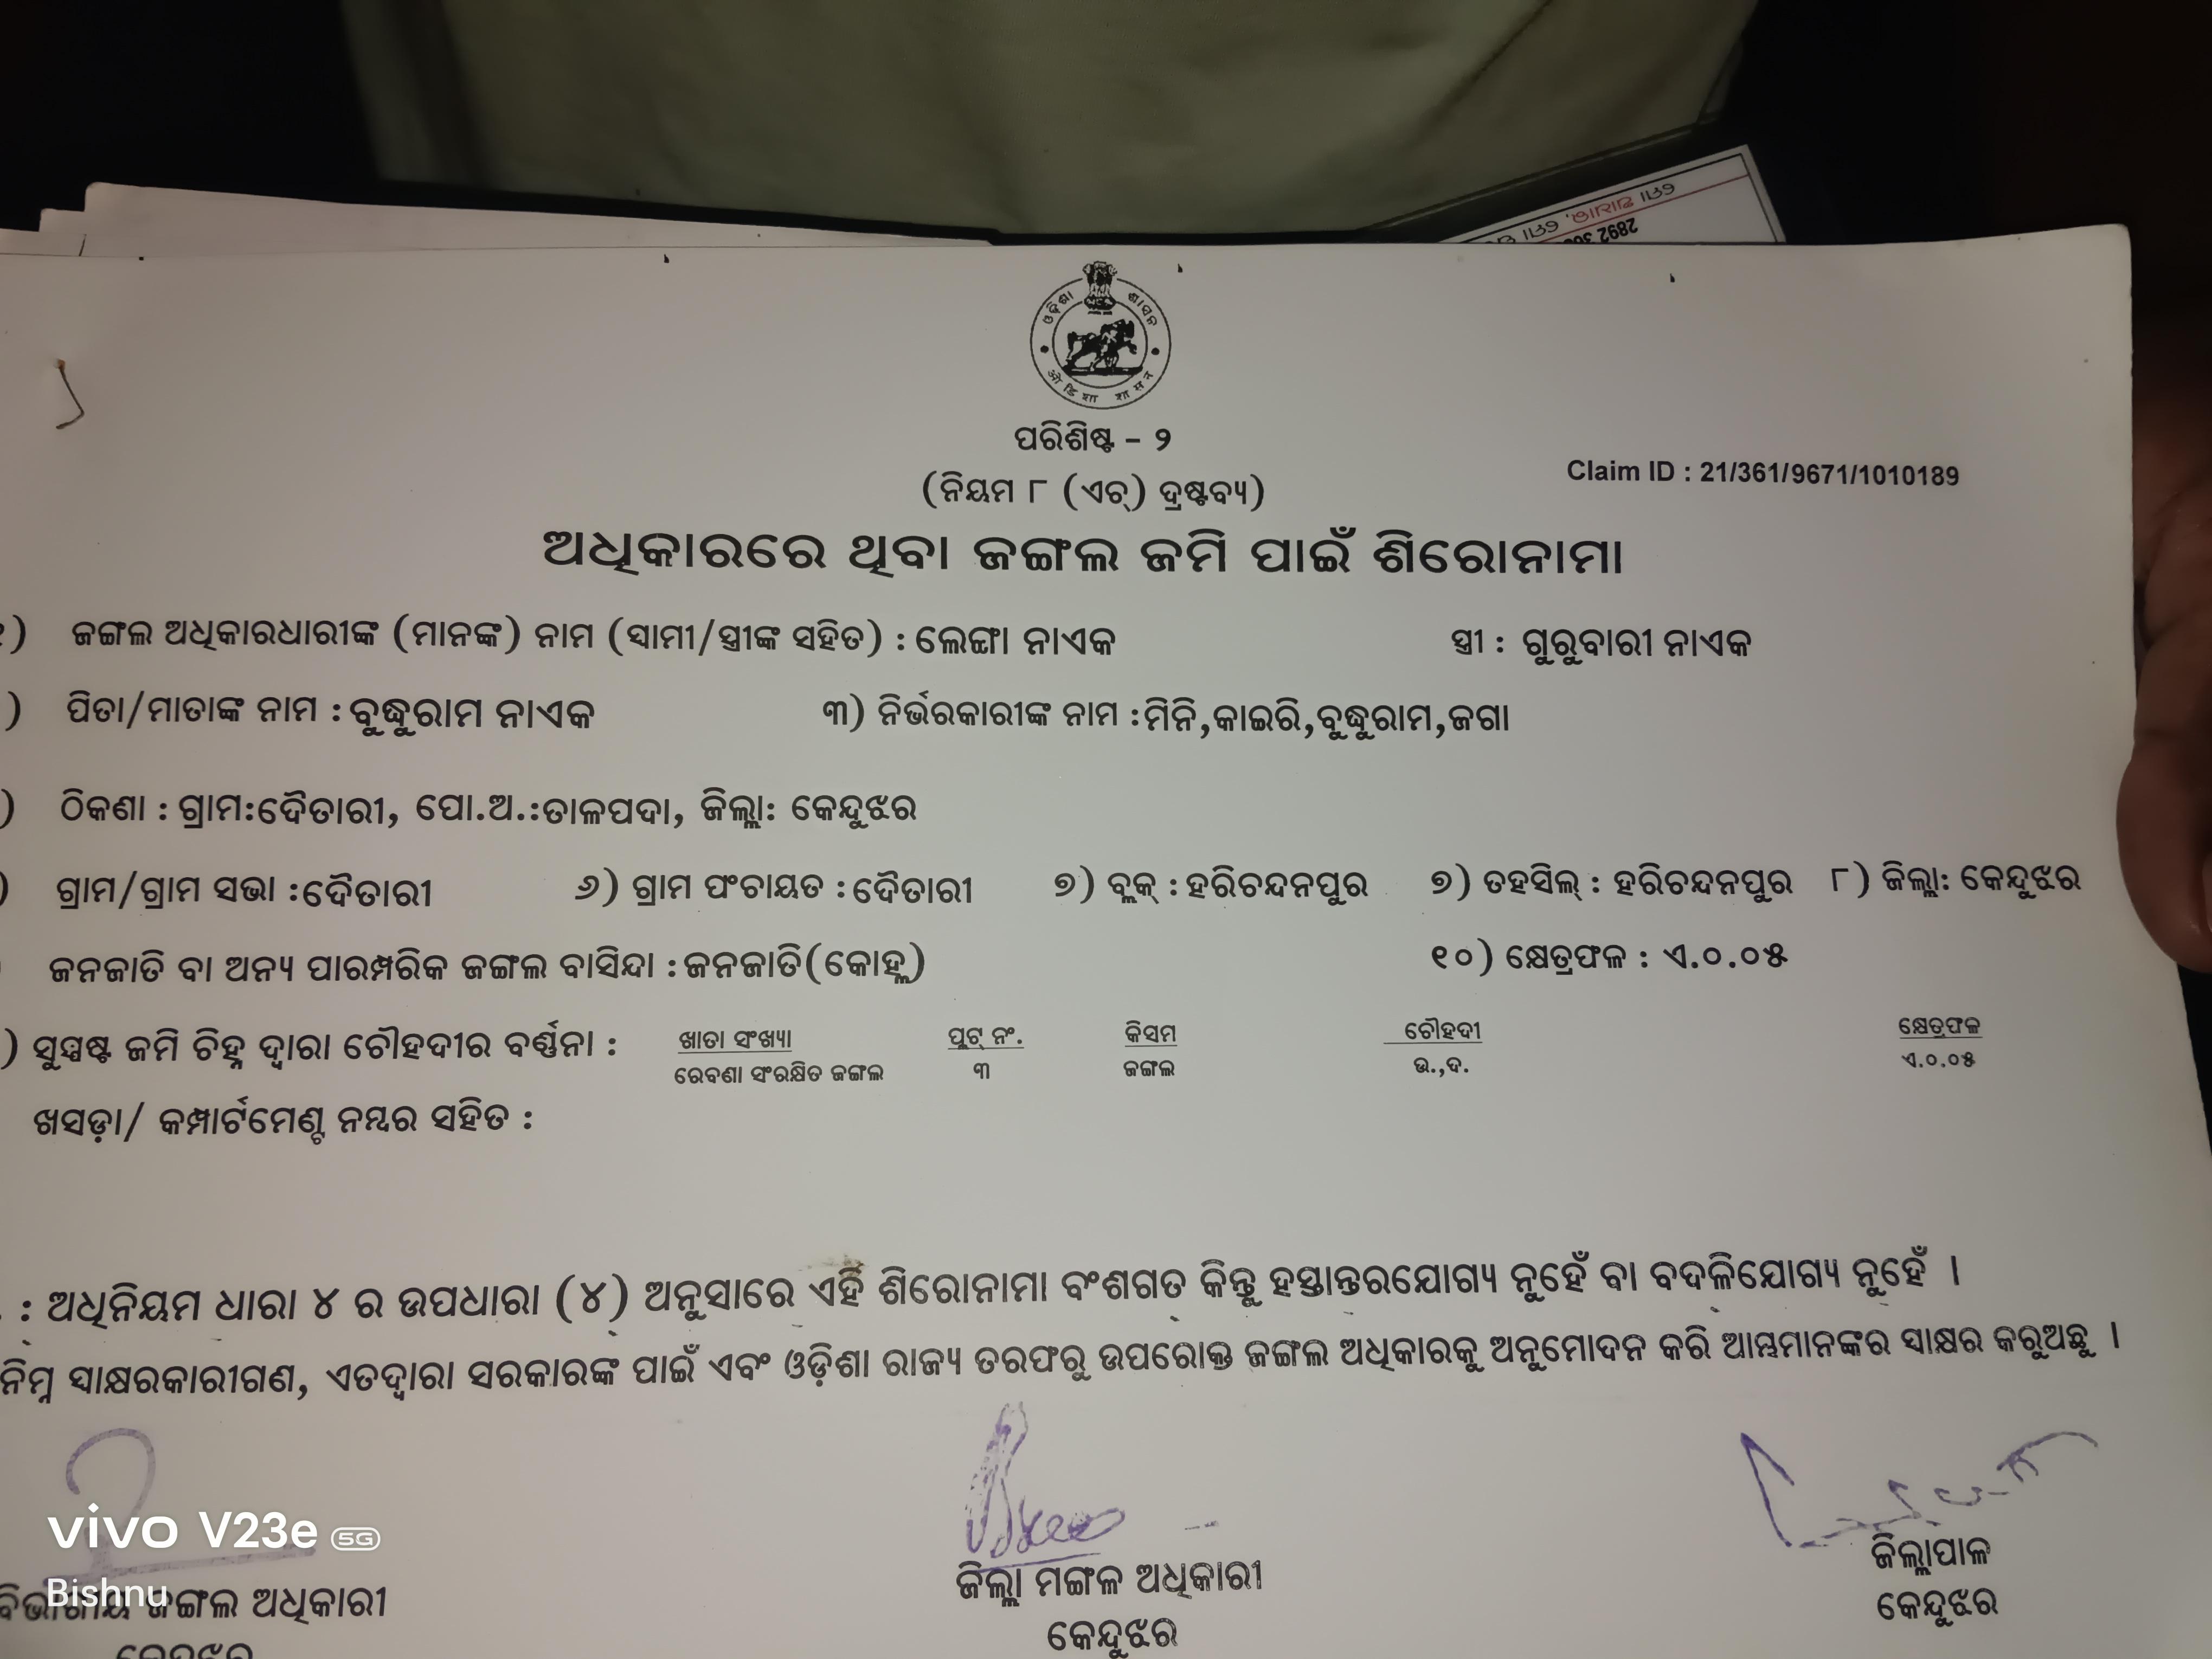 ଓଡ଼ିଶା ଶାସନ
ओडिशा शासन
ପରିଶିଷ୍ଟ - ୨
(ନିୟମ ୮ (ଏଚ୍) ଦ୍ରଷ୍ଟବ୍ୟ)
Claim ID : 21/361/9671/1010189
ଅଧିକାରରେ ଥିବା ଜଙ୍ଗଲ ଜମି ପାଇଁ ଶିରୋନାମା
୧) ଜଙ୍ଗଲ ଅଧିକାରଧାରୀଙ୍କ (ମାନଙ୍କ) ନାମ (ସ୍ୱାମୀ/ସ୍ତ୍ରୀଙ୍କ ସହିତ) : ଲେଙ୍ଗା ନାଏକ ସ୍ତ୍ରୀ : ଗୁରୁବାରୀ ନାଏକ
) ପିତା/ମାତାଙ୍କ ନାମ : ବୁଦ୍ଧୁରାମ ନାଏକ ୩) ନିର୍ଭରକାରୀଙ୍କ ନାମ : ମିନି,କାଇରି,ବୁଦ୍ଧୁରାମ,ଜଗା
) ଠିକଣା : ଗ୍ରାମ:ଦୈତାରୀ, ପୋ.ଅ.:ତାଳପଦା, ଜିଲ୍ଲା: କେନ୍ଦୁଝର
) ଗ୍ରାମ/ଗ୍ରାମ ସଭା : ଦୈତାରୀ ୬) ଗ୍ରାମ ପଂଚାୟତ : ଦୈତାରୀ ୭) ବ୍ଲକ୍ : ହରିଚନ୍ଦନପୁର ୭) ତହସିଲ୍ : ହରିଚନ୍ଦନପୁର ୮) ଜିଲ୍ଲା: କେନ୍ଦୁଝର
ଜନଜାତି ବା ଅନ୍ୟ ପାରମ୍ପରିକ ଜଙ୍ଗଲ ବାସିନ୍ଦା : ଜନଜାତି(କୋହ୍ଲ) ୧୦) କ୍ଷେତ୍ରଫଳ : ଏ.୦.୦୫
) ସୁସ୍ପଷ୍ଟ ଜମି ଚିହ୍ନ ଦ୍ୱାରା ଚୌହଦୀର ବର୍ଣ୍ଣନା : ଖାତା ସଂଖ୍ୟା ପ୍ଲଟ୍ ନଂ. କିସମ ଚୌହଦୀ କ୍ଷେତ୍ରଫଳ
ରେବଣା ସଂରକ୍ଷିତ ଜଙ୍ଗଲ ୩ ଜଙ୍ଗଲ ଉ.,ଦ. ଏ.୦.୦୫
ଖସଡ଼ା/ କମ୍ପାର୍ଟମେଣ୍ଟ ନମ୍ବର ସହିତ :
: ଅଧିନିୟମ ଧାରା ୪ ର ଉପଧାରା (୪) ଅନୁସାରେ ଏହି ଶିରୋନାମା ବଂଶଗତ କିନ୍ତୁ ହସ୍ତାନ୍ତରଯୋଗ୍ୟ ନୁହେଁ ବା ବଦଳିଯୋଗ୍ୟ ନୁହେଁ ।
ନିମ୍ନ ସାକ୍ଷରକାରୀଗଣ, ଏତଦ୍ୱାରା ସରକାରଙ୍କ ପାଇଁ ଏବଂ ଓଡ଼ିଶା ରାଜ୍ୟ ତରଫରୁ ଉପରୋକ୍ତ ଜଙ୍ଗଲ ଅଧିକାରକୁ ଅନୁମୋଦନ କରି ଆମ୍ଭମାନଙ୍କର ସ୍ୱାକ୍ଷର କରୁଅଛୁ ।
vivo V23e 5G
Bishnu
ଜଙ୍ଗଲ ଅଧିକାରୀ
କେନ୍ଦୁଝର
ଜିଲ୍ଲା ମଙ୍ଗଳ ଅଧିକାରୀ
କେନ୍ଦୁଝର
ଜିଲ୍ଲାପାଳ
କେନ୍ଦୁଝର